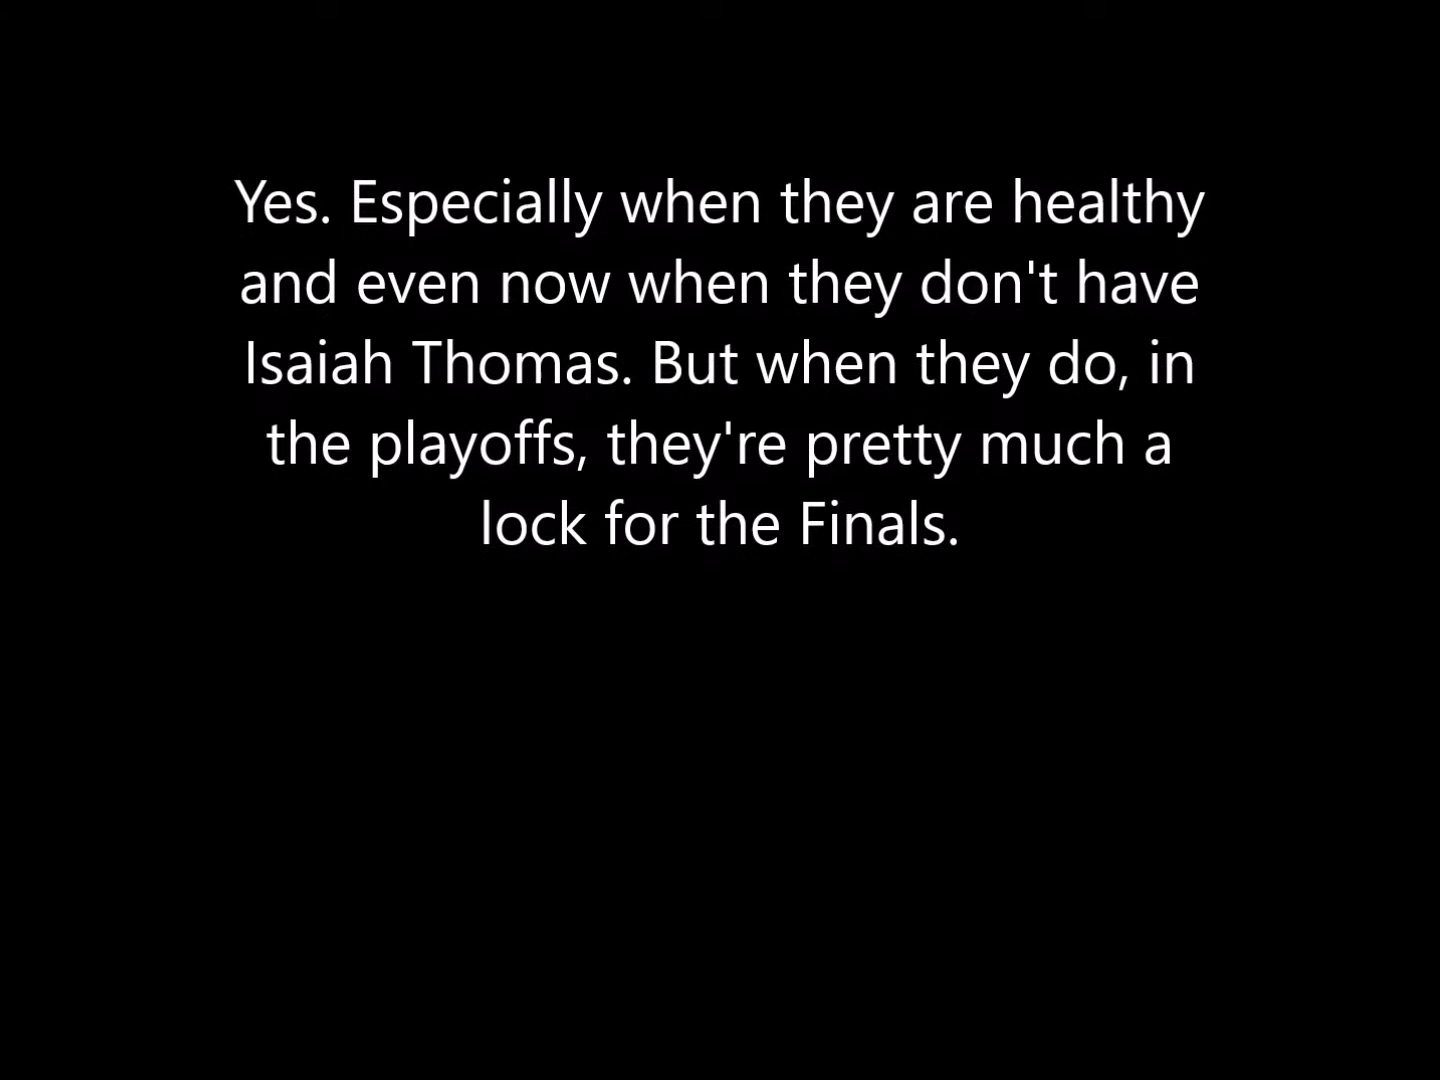 Yes. Especially when they are healthy
and even now when they don't have
Isaiah Thomas. But when they do, in
the playoffs, they're pretty much a
lock for the Finals.